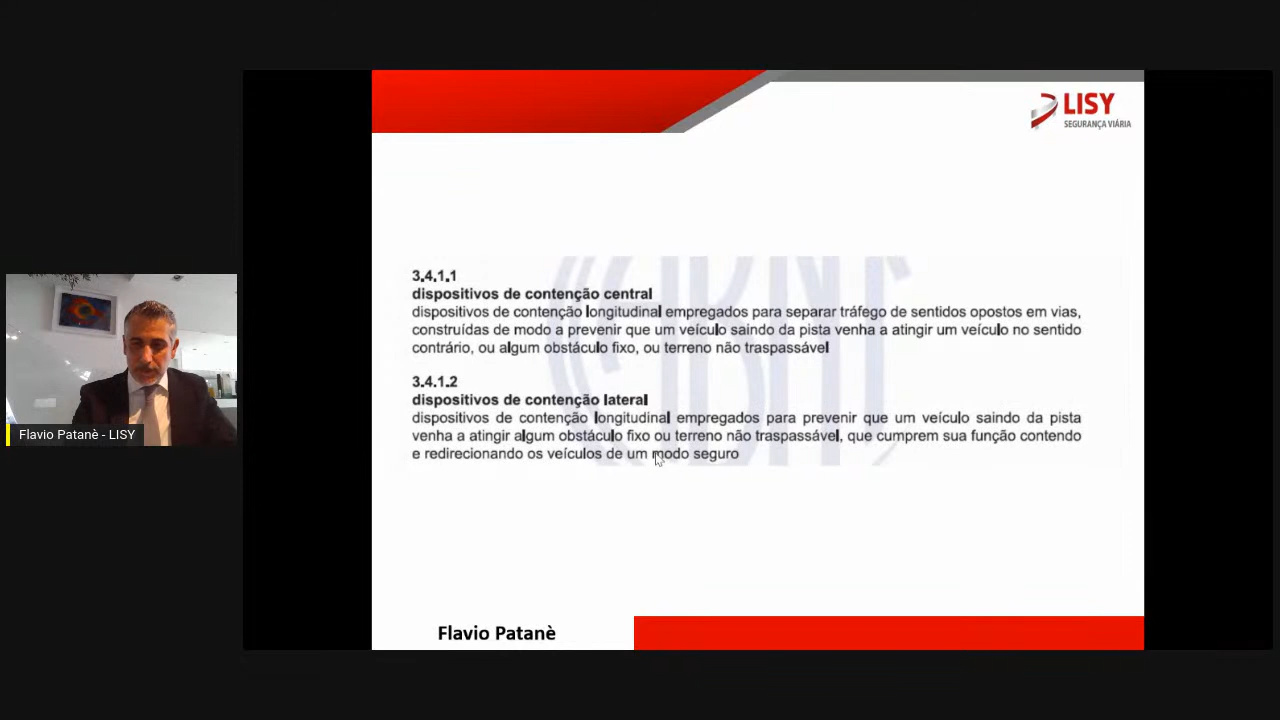 LISY
SEGURANÇA VIÁRIA
3.4.1.1
dispositivos de contenção central
dispositivos de contenção longitudinal empregados para separar tráfego de sentidos opostos em vias,
construídas de modo a prevenir que um veículo saindo da pista venha a atingir um veículo no sentido
contrário, ou algum obstáculo fixo, ou terreno não traspassável
3.4.1.2
dispositivos de contenção lateral
dispositivos de contenção longitudinal empregados para prevenir que um veículo saindo da pista
venha a atingir algum obstáculo fixo ou terreno não traspassável, que cumprem sua função contendo
e redirecionando os veículos de um modo seguro
ABNT
Flavio Patanè - LISY
Flavio Patanè